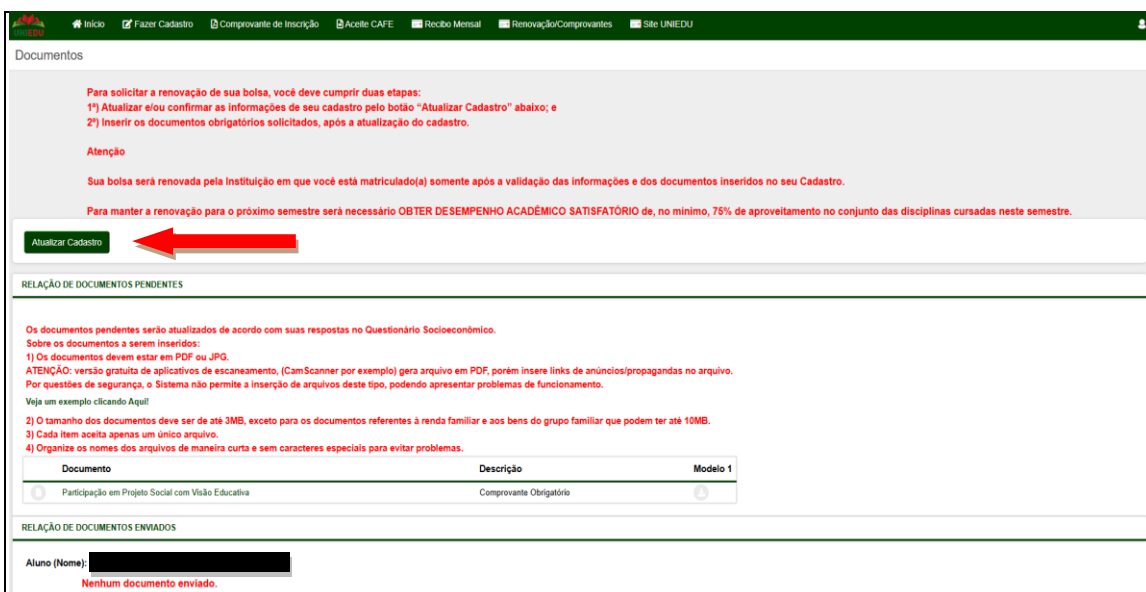 UNIEDU
Início
Fazer Cadastro
Comprovante de Inscrição
Aceite CAFE
Recibo Mensal
Renovação/Comprovantes
Site UNIEDU
Documentos
Para solicitar a renovação de sua bolsa, você deve cumprir duas etapas:
1ª) Atualizar e/ou confirmar as informações de seu cadastro pelo botão “Atualizar Cadastro” abaixo; e
2ª) Inserir os documentos obrigatórios solicitados, após a atualização do cadastro.
Atenção
Sua bolsa será renovada pela Instituição em que você está matriculado(a) somente após a validação das informações e dos documentos inseridos no seu Cadastro.
Para manter a renovação para o próximo semestre será necessário OBTER DESEMPENHO ACADÊMICO SATISFATÓRIO de, no mínimo, 75% de aproveitamento no conjunto das disciplinas cursadas neste semestre.
Atualizar Cadastro
RELAÇÃO DE DOCUMENTOS PENDENTES
Os documentos pendentes serão atualizados de acordo com suas respostas no Questionário Socioeconômico.
Sobre os documentos a serem inseridos:
1) Os documentos devem estar em PDF ou JPG.
ATENÇÃO: versão gratuita de aplicativos de escaneamento, (CamScanner por exemplo) gera arquivo em PDF, porém insere links de anúncios/propagandas no arquivo.
Por questões de segurança, o Sistema não permite a inserção de arquivos deste tipo, podendo apresentar problemas de funcionamento.
Veja um exemplo clicando Aqui!
2) O tamanho dos documentos deve ser de até 3MB, exceto para os documentos referentes à renda familiar e aos bens do grupo familiar que podem ter até 10MB.
3) Cada item aceita apenas um único arquivo.
4) Organize os nomes dos arquivos de maneira curta e sem caracteres especiais para evitar problemas.
Documento Descrição Modelo 1
Participação em Projeto Social com Visão Educativa Comprovante Obrigatório
RELAÇÃO DE DOCUMENTOS ENVIADOS
Aluno (Nome):
Nenhum documento enviado.